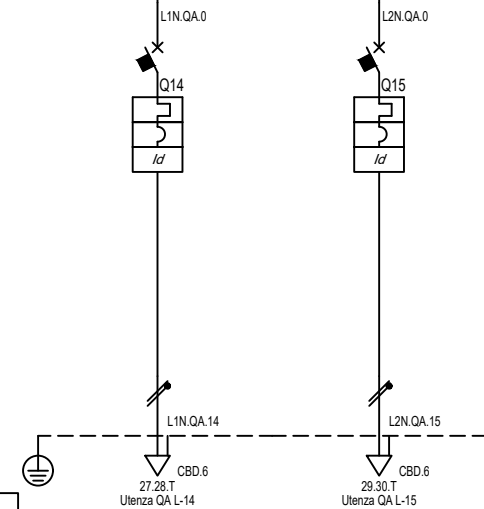 L1N.QA.0
L2N.QA.0
Q14
Q15
Id
Id
L1N.QA.14
L2N.QA.15
CBD.6
CBD.6
27.28.T
29.30.T
Utenza QA L-14
Utenza QA L-15